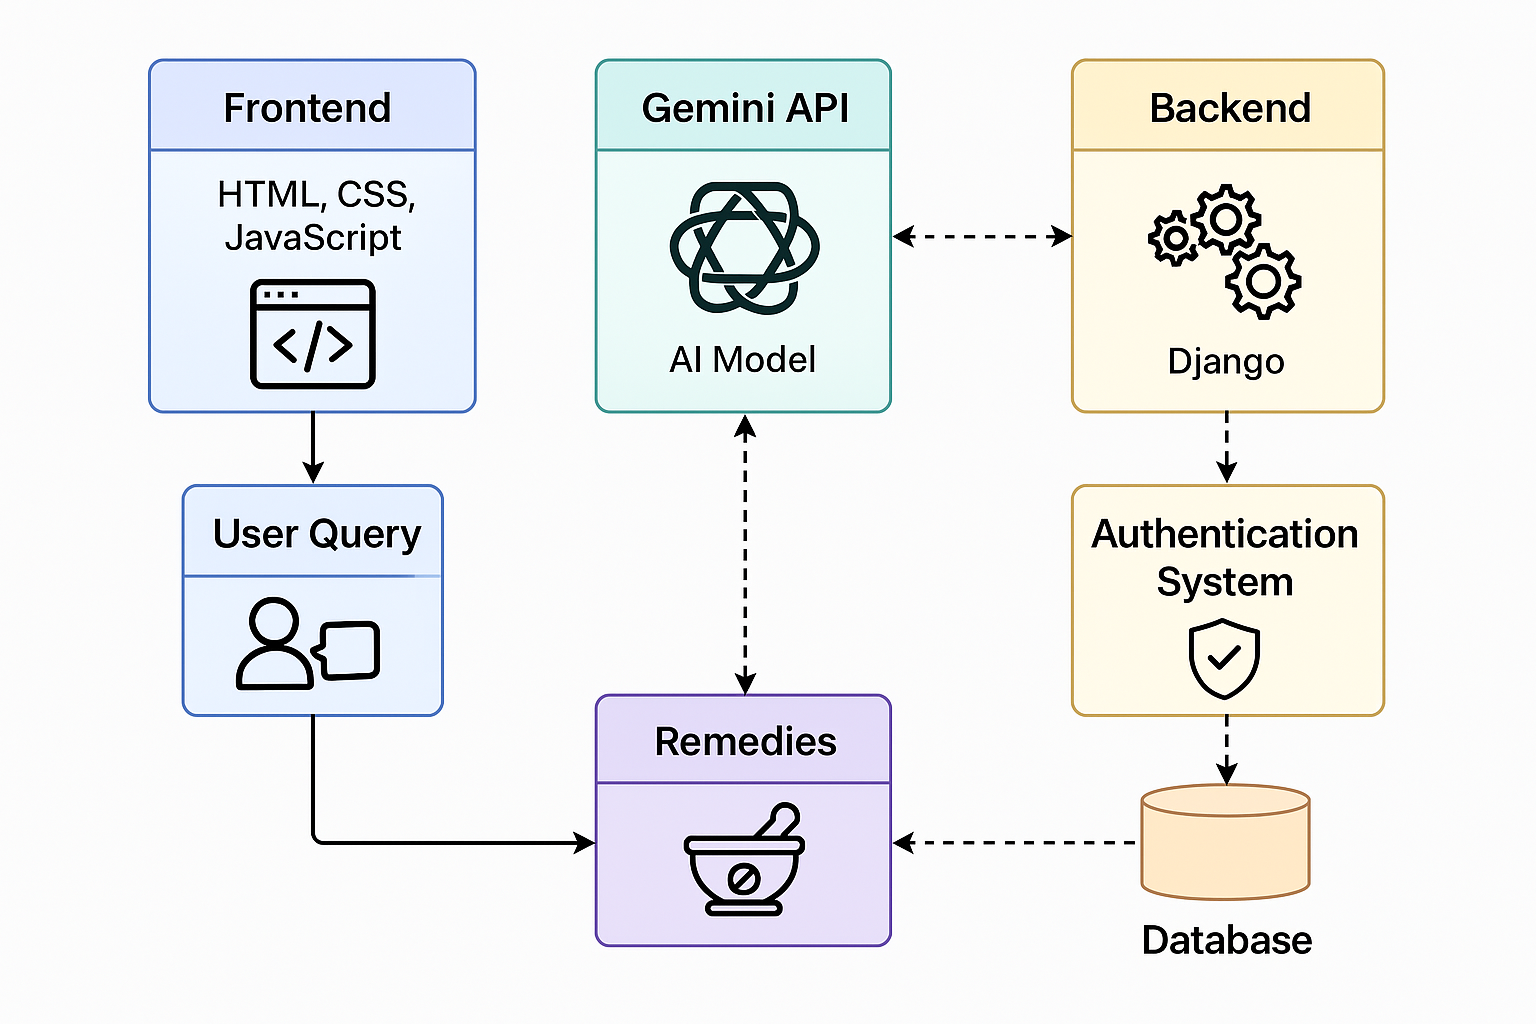 Frontend
HTML, CSS,
JavaScript
</>
Gemini API
AI Model
Backend
Django
User Query
Authentication
System
Remedies
Database